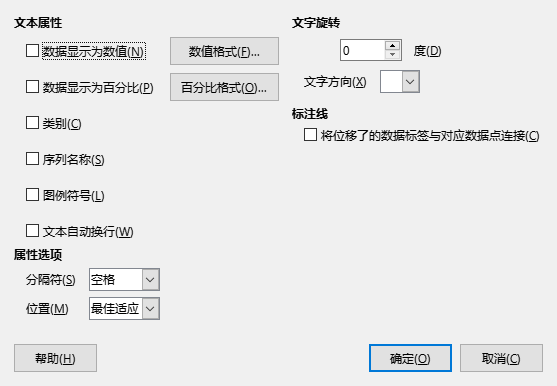 文本属性
数据显示为数值(N)
数值格式(F)...
数据显示为百分比(P)
百分比格式(O)...
类别(C)
序列名称(S)
图例符号(L)
文本自动换行(W)
属性选项
分隔符(S)
空格
位置(M)
最佳适应
文字旋转
0
度(D)
文字方向(X)
标注线
将位移了的数据标签与对应数据点连接(C)
帮助(H)
确定(O)
取消(C)